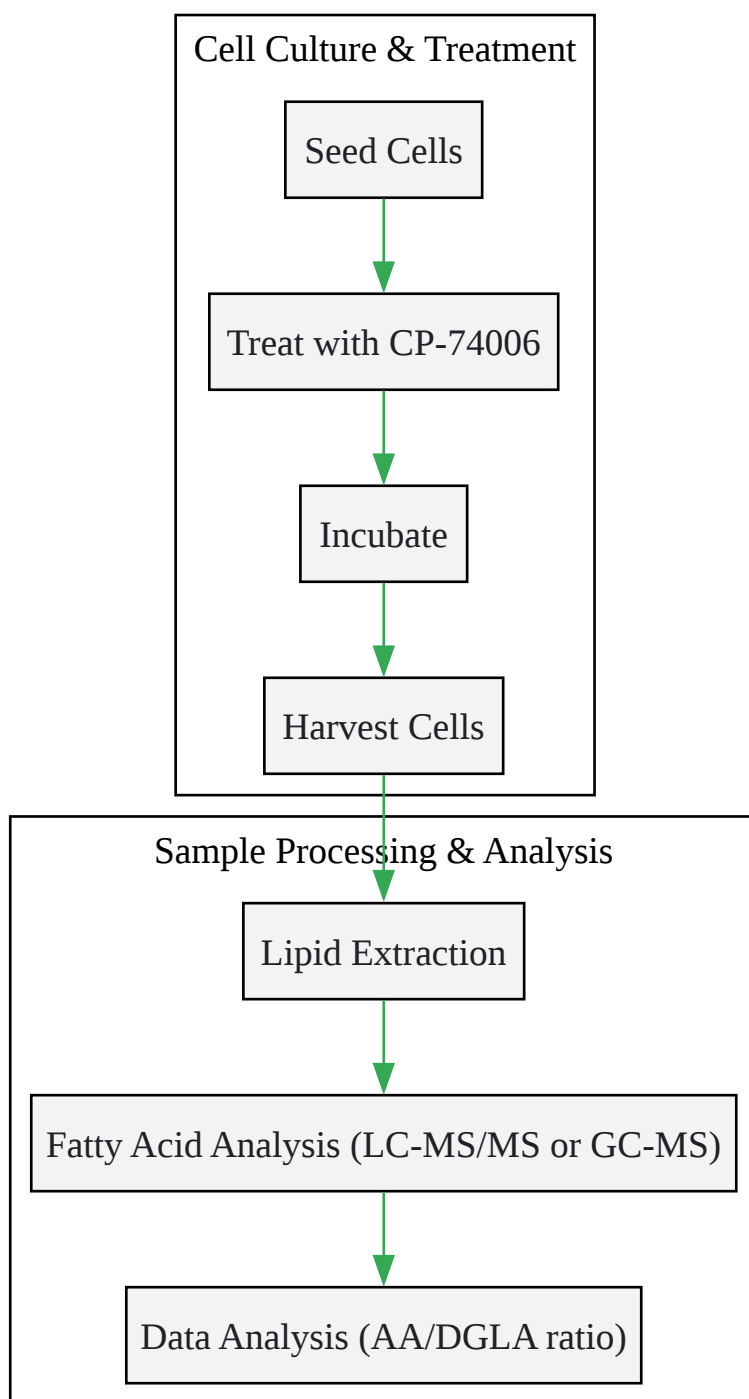 Cell Culture & Treatment
Seed Cells
Treat with CP-74006
Incubate
Harvest Cells
Sample Processing & Analysis
Lipid Extraction
Fatty Acid Analysis (LC-MS/MS or GC-MS)
Data Analysis (AA/DGLA ratio)